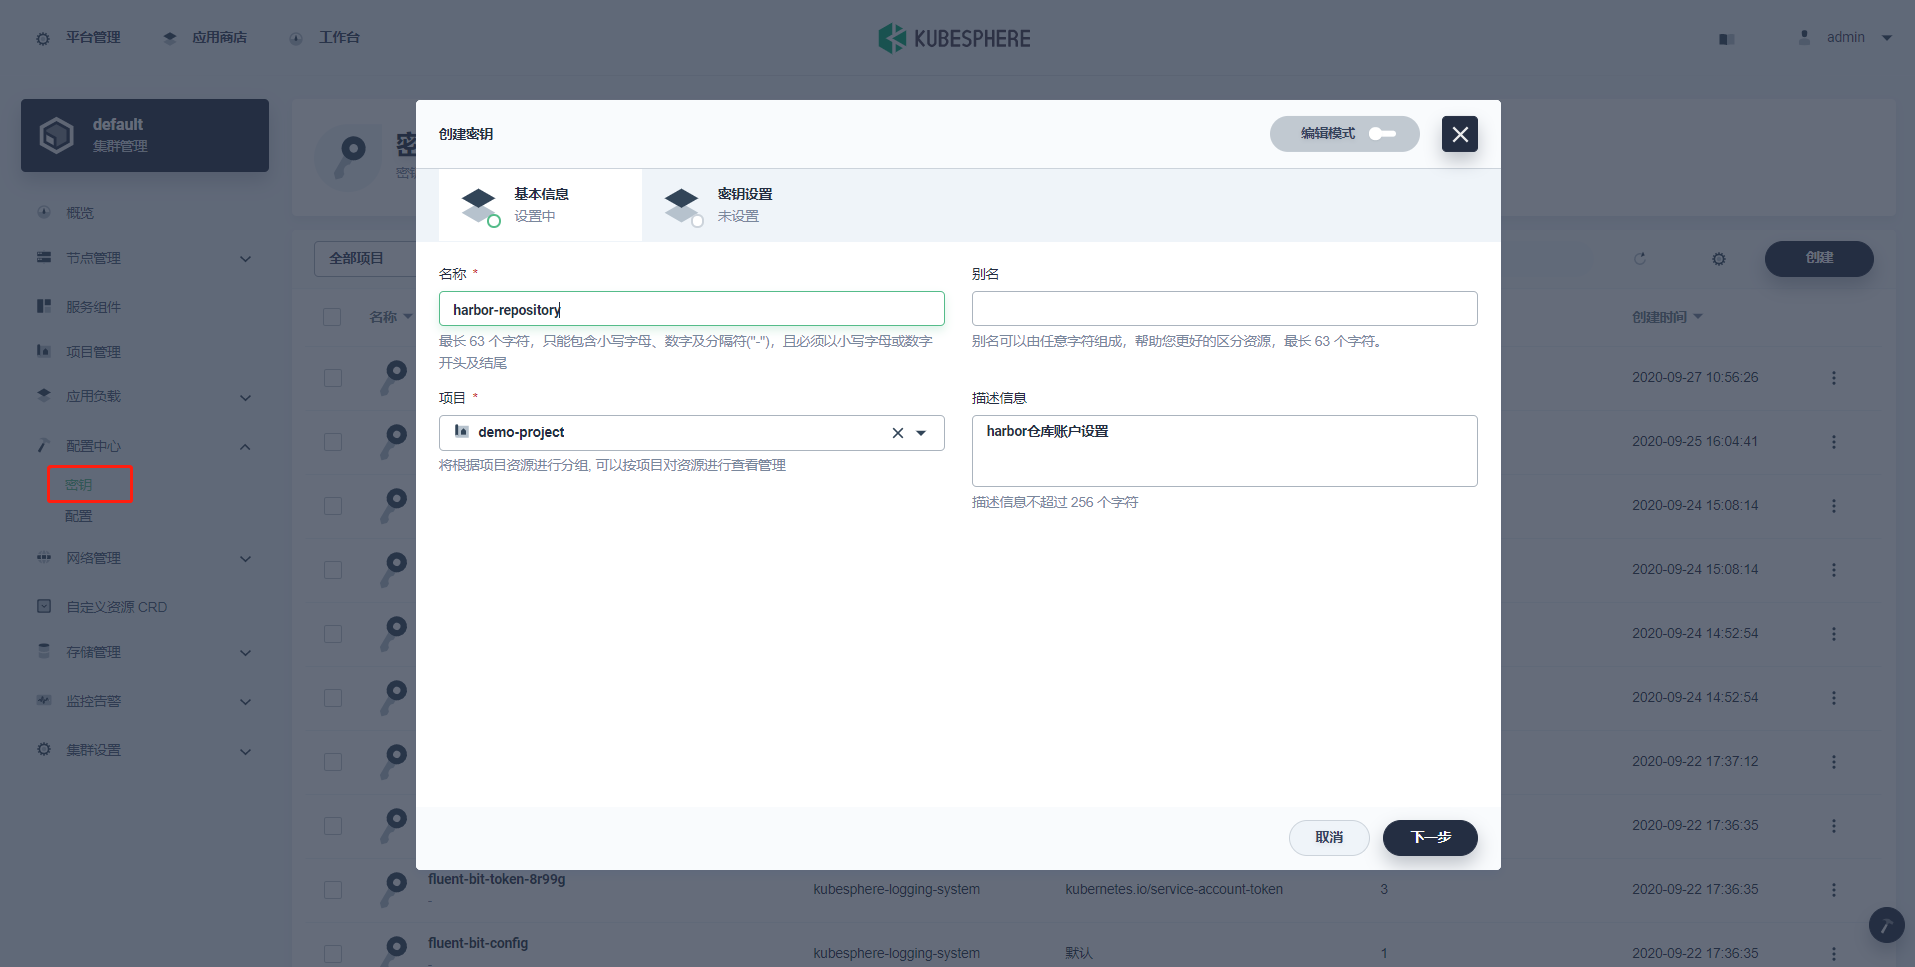 平台管理
应用商店
工作台
KUBESPHERE
admin
default
集群管理
概览
节点管理
服务组件
项目管理
应用负载
配置中心
密钥
配置
网络管理
自定义资源 CRD
存储管理
监控告警
集群设置
密
密钥
全部项目
创建
名称
创建时间
创建密钥
编辑模式
基本信息
设置中
密钥设置
未设置
名称 *
harbor-repository
最长 63 个字符，只能包含小写字母、数字及分隔符("-")，且必须以小写字母或数字
开头及结尾
别名
别名可以由任意字符组成，帮助您更好的区分资源，最长 63 个字符。
项目 *
demo-project
将根据项目资源进行分组, 可以按项目对资源进行查看管理
描述信息
harbor仓库账户设置
描述信息不超过 256 个字符
取消
下一步
2020-09-27 10:56:26
2020-09-25 16:04:41
2020-09-24 15:08:14
2020-09-24 15:08:14
2020-09-24 14:52:54
2020-09-24 14:52:54
2020-09-22 17:37:12
2020-09-22 17:36:35
fluent-bit-token-8r99g
-
kubesphere-logging-system
kubernetes.io/service-account-token
3
2020-09-22 17:36:35
fluent-bit-config
-
kubesphere-logging-system
默认
1
2020-09-22 17:36:35